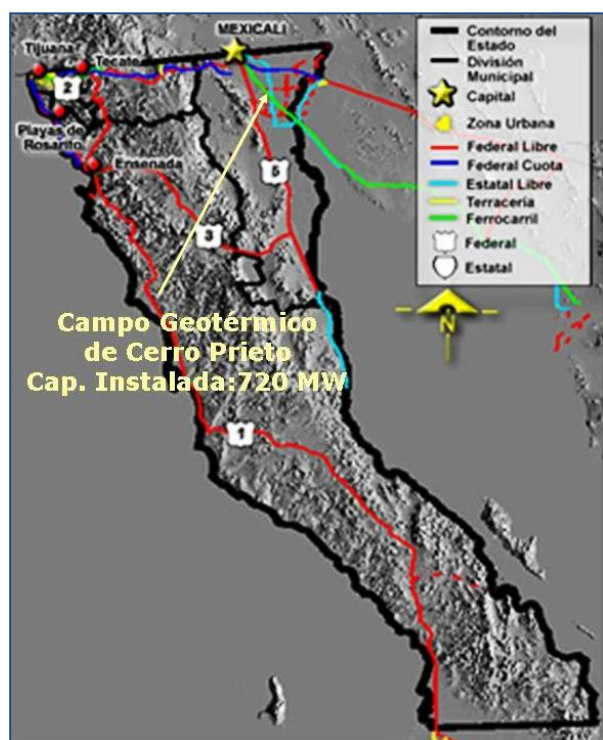 MEXICALI
Tijuana
Tecate
2
Playas de
Rosarito
Ensenada
5
3
1
Campo Geotérmico
de Cerro Prieto
Cap. Instalada:720 MW
Contorno del
Estado
División
Municipal
Capital
Zona Urbana
Federal Libre
Federal Cuota
Estatal Libre
Terracería
Ferrocarril
Federal
Estatal
N